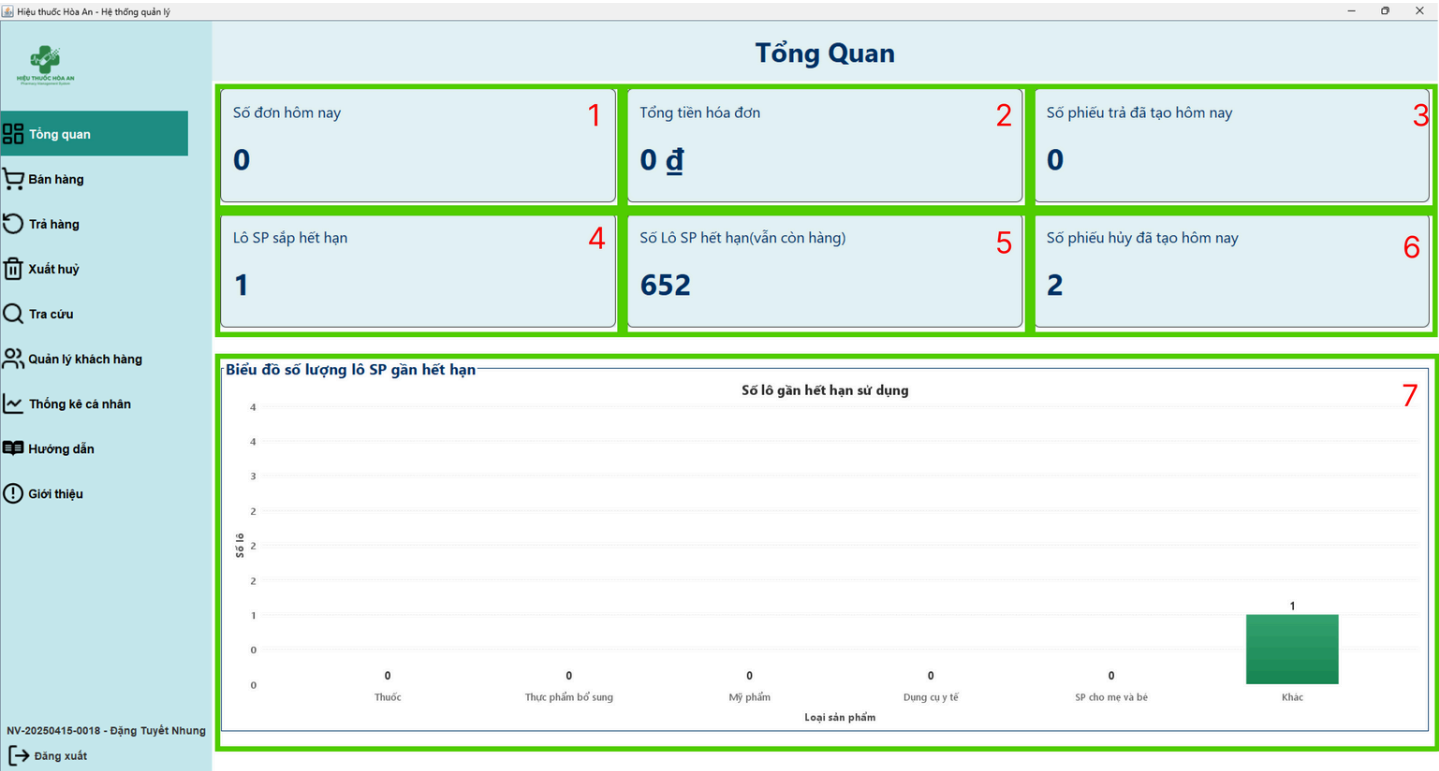 Hiệu thuốc Hòa An - Hệ thống quản lý
HIỆU THUỐC HÒA AN
Pharmacy Management System
Tổng quan
Bán hàng
Trả hàng
Xuất huỷ
Tra cứu
Quản lý khách hàng
Thống kê cá nhân
Hướng dẫn
Giới thiệu
NV-20250415-0018 - Đặng Tuyết Nhung
Đăng xuất
Tổng Quan
Số đơn hôm nay 1
0
Tổng tiền hóa đơn 2
0 ₫
Số phiếu trả đã tạo hôm nay 3
0
Lô SP sắp hết hạn 4
1
Số Lô SP hết hạn(vẫn còn hàng) 5
652
Số phiếu hủy đã tạo hôm nay 6
2
Biểu đồ số lượng lô SP gần hết hạn
7
Số lô gần hết hạn sử dụng
4
4
3
2
2
2
1
0
0
Số lô
0 0 0 0 0 1
Thuốc Thực phẩm bổ sung Mỹ phẩm Dụng cụ y tế SP cho mẹ và bé Khác
Loại sản phẩm